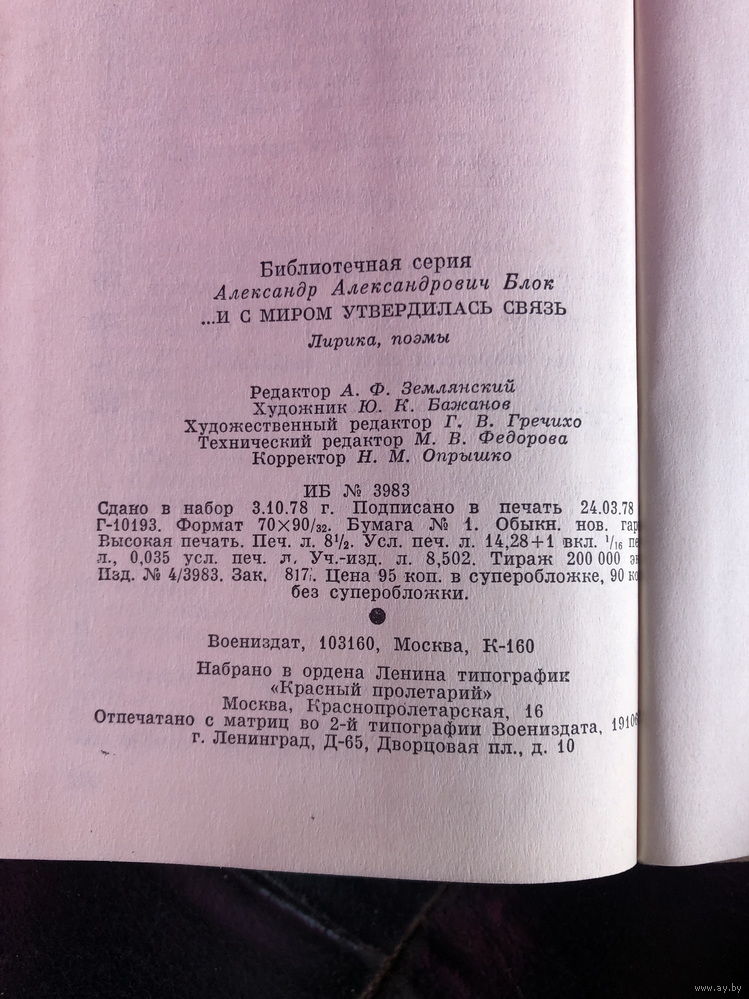 Библиотечная серия
Александр Александрович Блок
...И С МИРОМ УТВЕРДИЛАСЬ СВЯЗЬ
Лирика, поэмы
Редактор А. Ф. Землянский
Художник Ю. К. Бажанов
Художественный редактор Г. В. Гречихо
Технический редактор М. В. Федорова
Корректор Н. М. Опрышко
ИБ № 3983
Сдано в набор 3.10.78 г. Подписано в печать 24.03.78
Г-10193. Формат 70×90/32. Бумага № 1. Обыкн. нов. гар
Высокая печать. Печ. л. 8½. Усл. печ. л. 14,28+1 вкл. 1/16 пе
л., 0,035 усл. печ. л. Уч.-изд. л. 8,502. Тираж 200 000 эк
Изд. № 4/3983. Зак. 817. Цена 95 коп. в суперобложке, 90 ко
без суперобложки.
Воениздат, 103160, Москва, К-160
Набрано в ордена Ленина типографии
«Красный пролетарий»
Москва, Краснопролетарская, 16
Отпечатано с матриц во 2-й типографии Воениздата, 19106
г. Ленинград, Д-65, Дворцовая пл., д. 10
www.ay.by